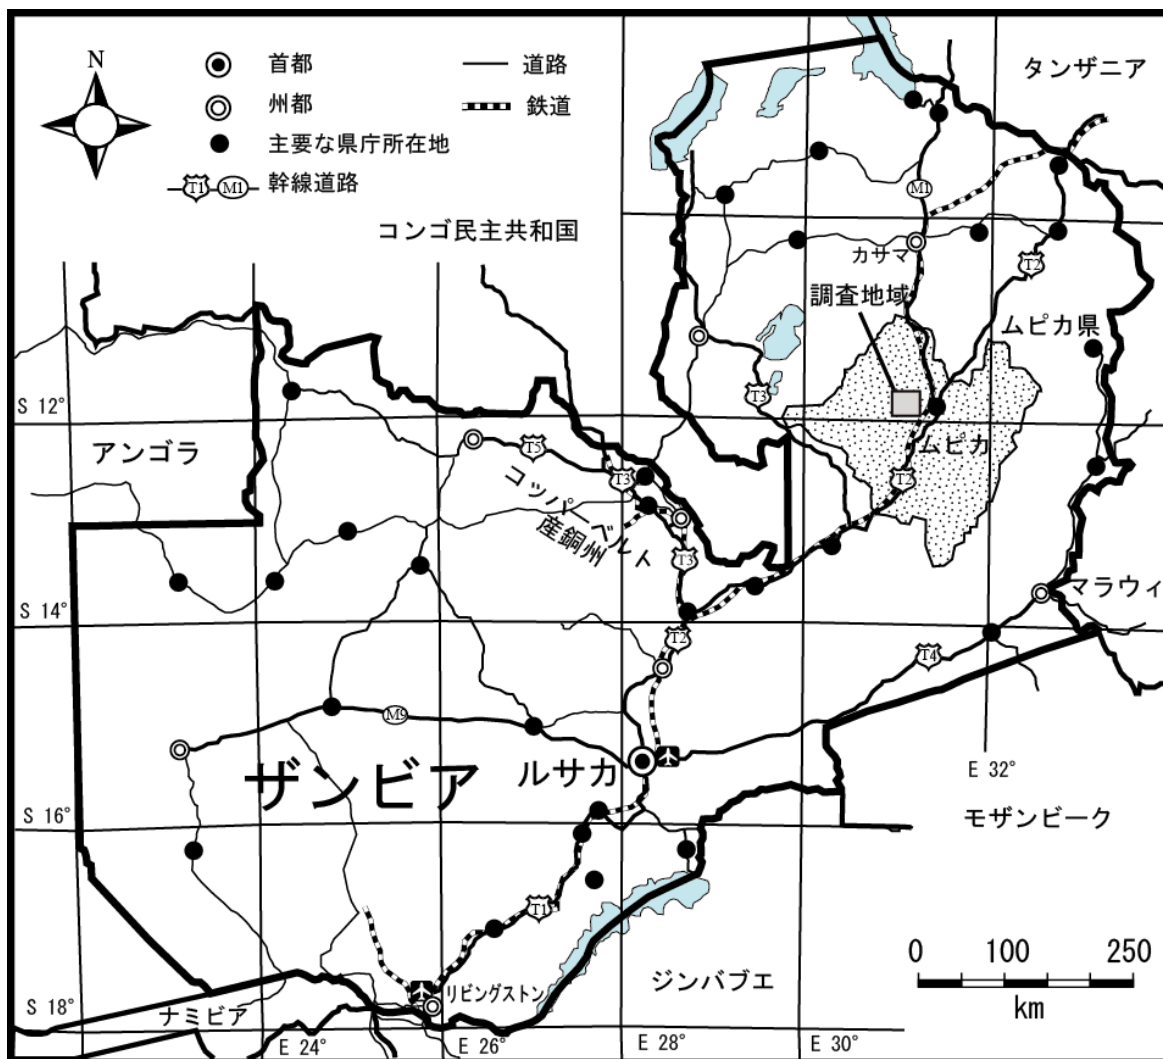 N
首都
州都
主要な県庁所在地
T1 M1 幹線道路
道路
鉄道
タンザニア
コンゴ民主共和国
M1
カサマ
T2
調査地域
ムピカ県
T3
S 12°
アンゴラ
T5
T3
ムピカ
T2
コッパーベルト
産銅州
T3
S 14°
マラウィ
T2
T4
M9
ザンビア
ルサカ
E 32°
S 16°
モザンビーク
T1
0 100 250
km
ジンバブエ
リビングストン
S 18°
ナミビア
E 24°
E 26°
E 28°
E 30°